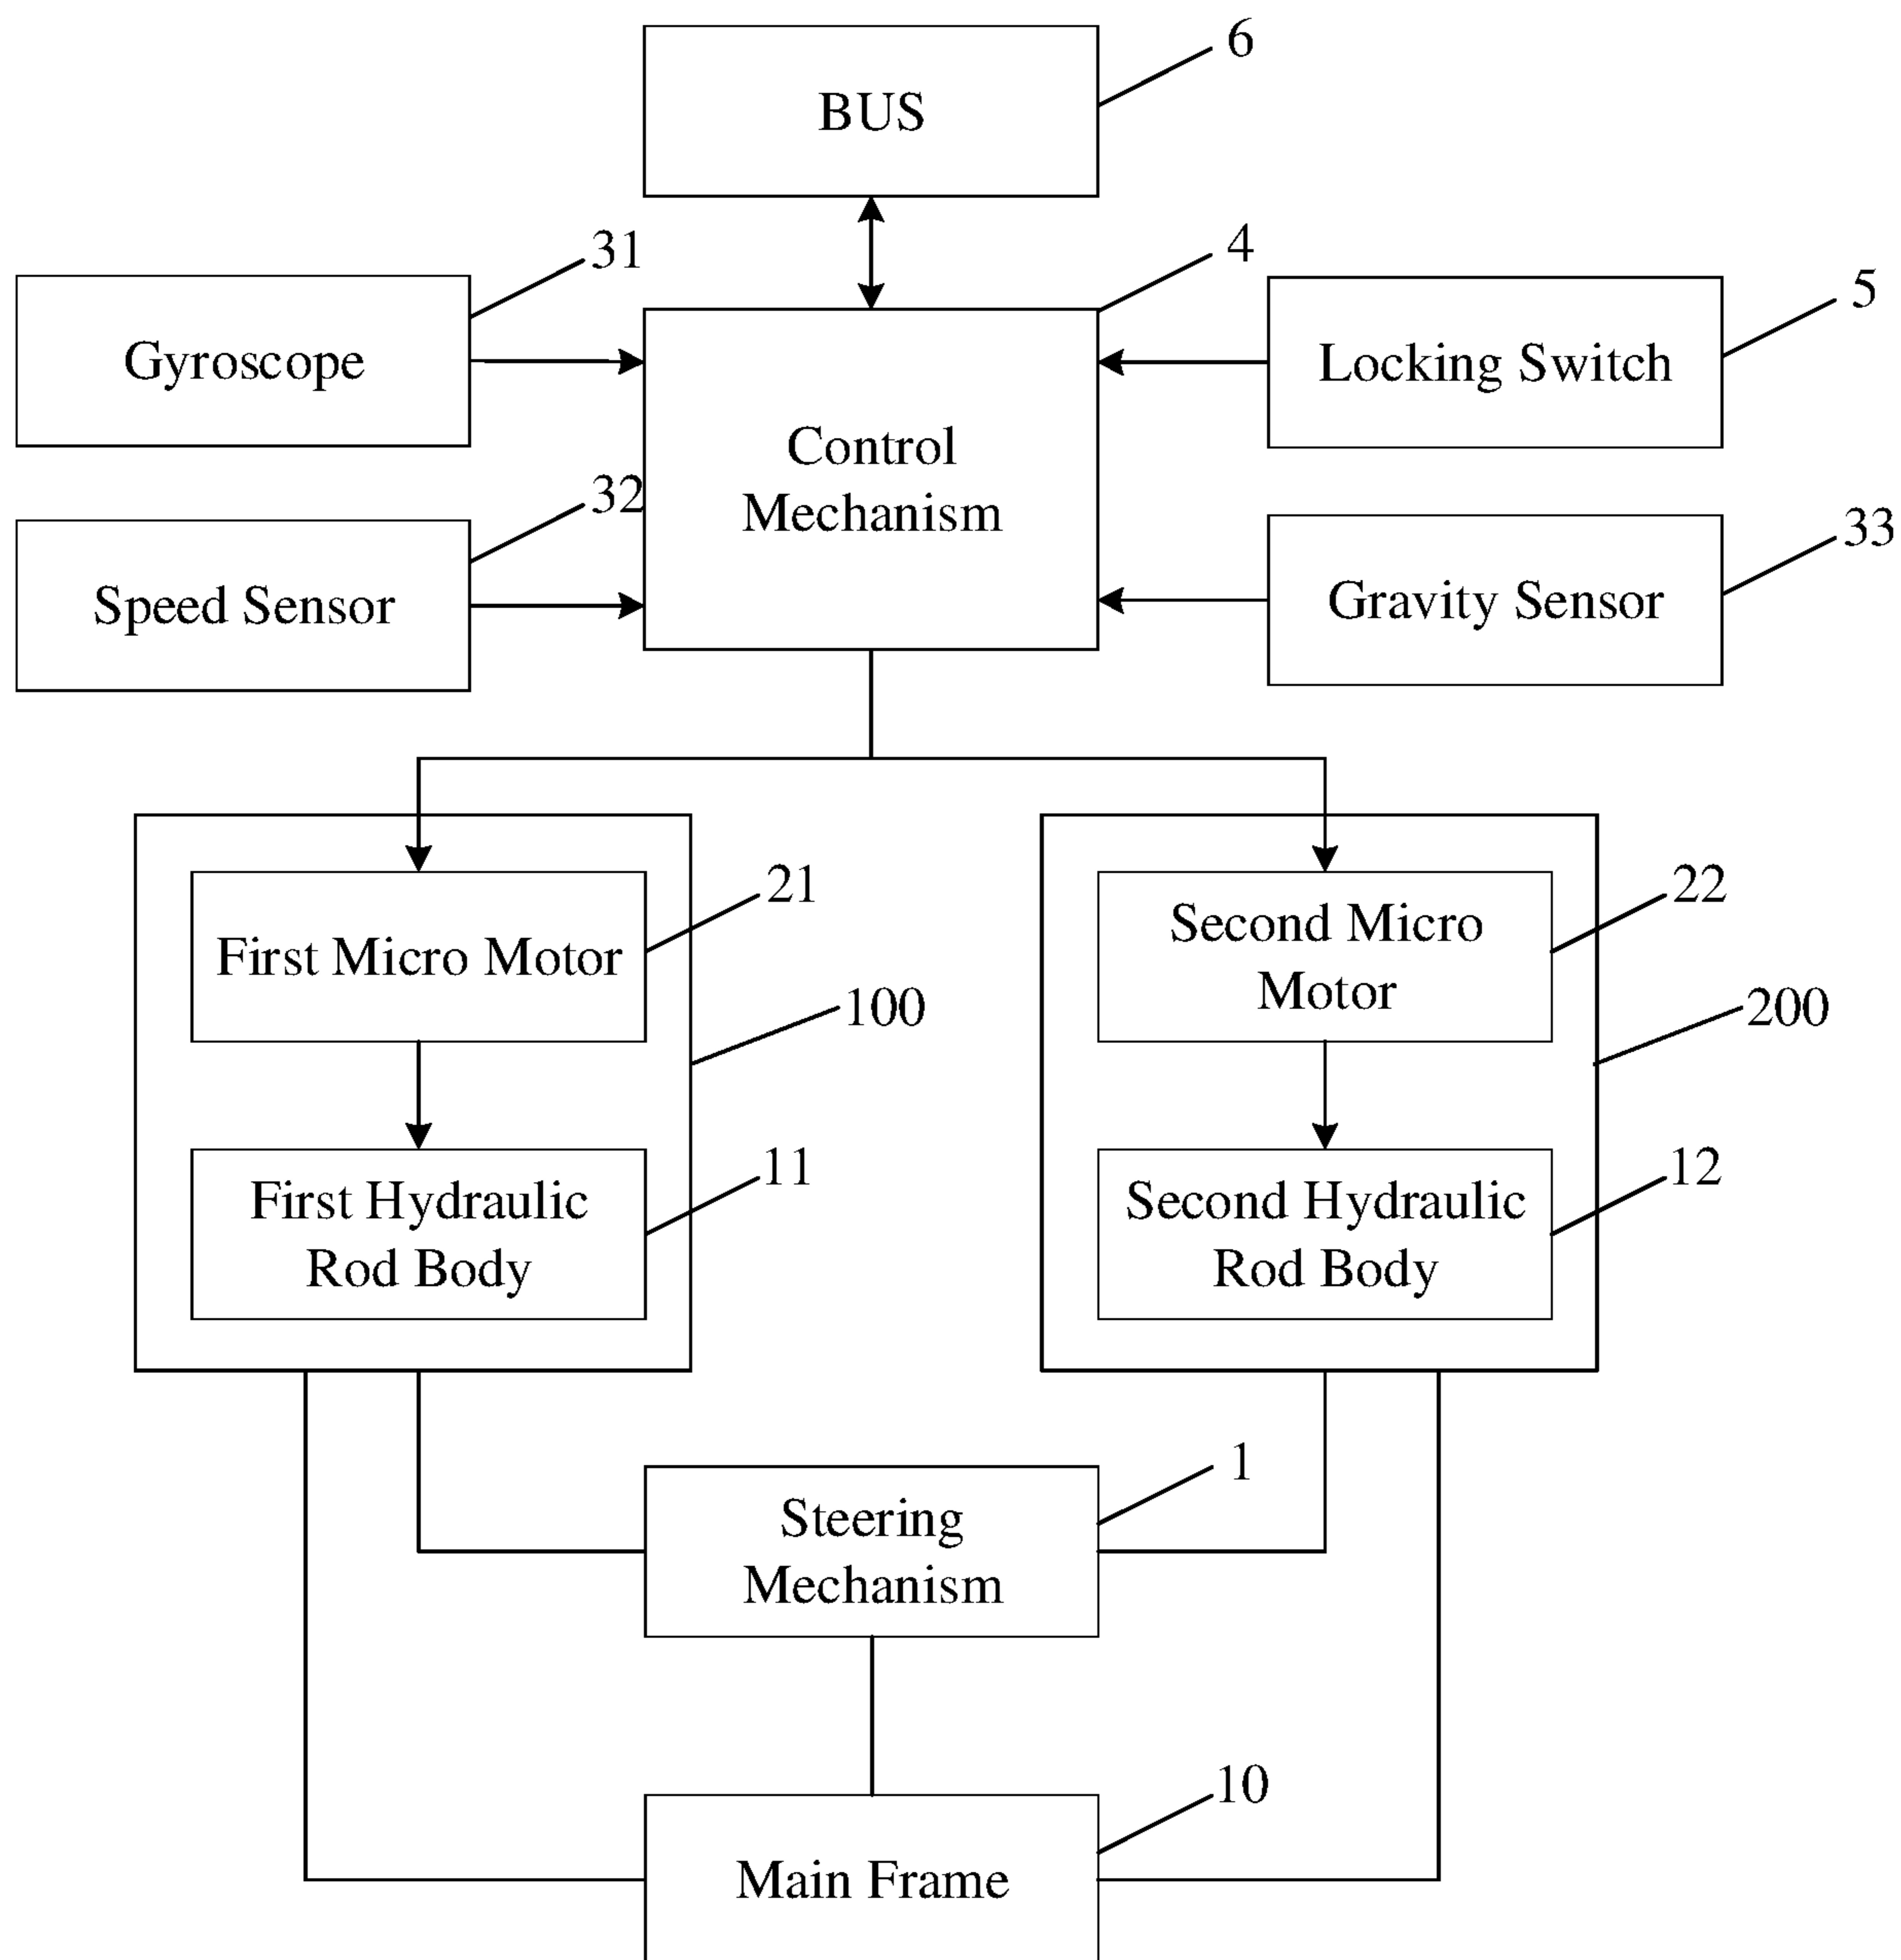 6
BUS
31
4
5
Gyroscope
Locking Switch
Control
Mechanism
32
33
Speed Sensor
Gravity Sensor
21
22
First Micro Motor
Second Micro
Motor
100
200
11
12
First Hydraulic
Rod Body
Second Hydraulic
Rod Body
1
Steering
Mechanism
10
Main Frame